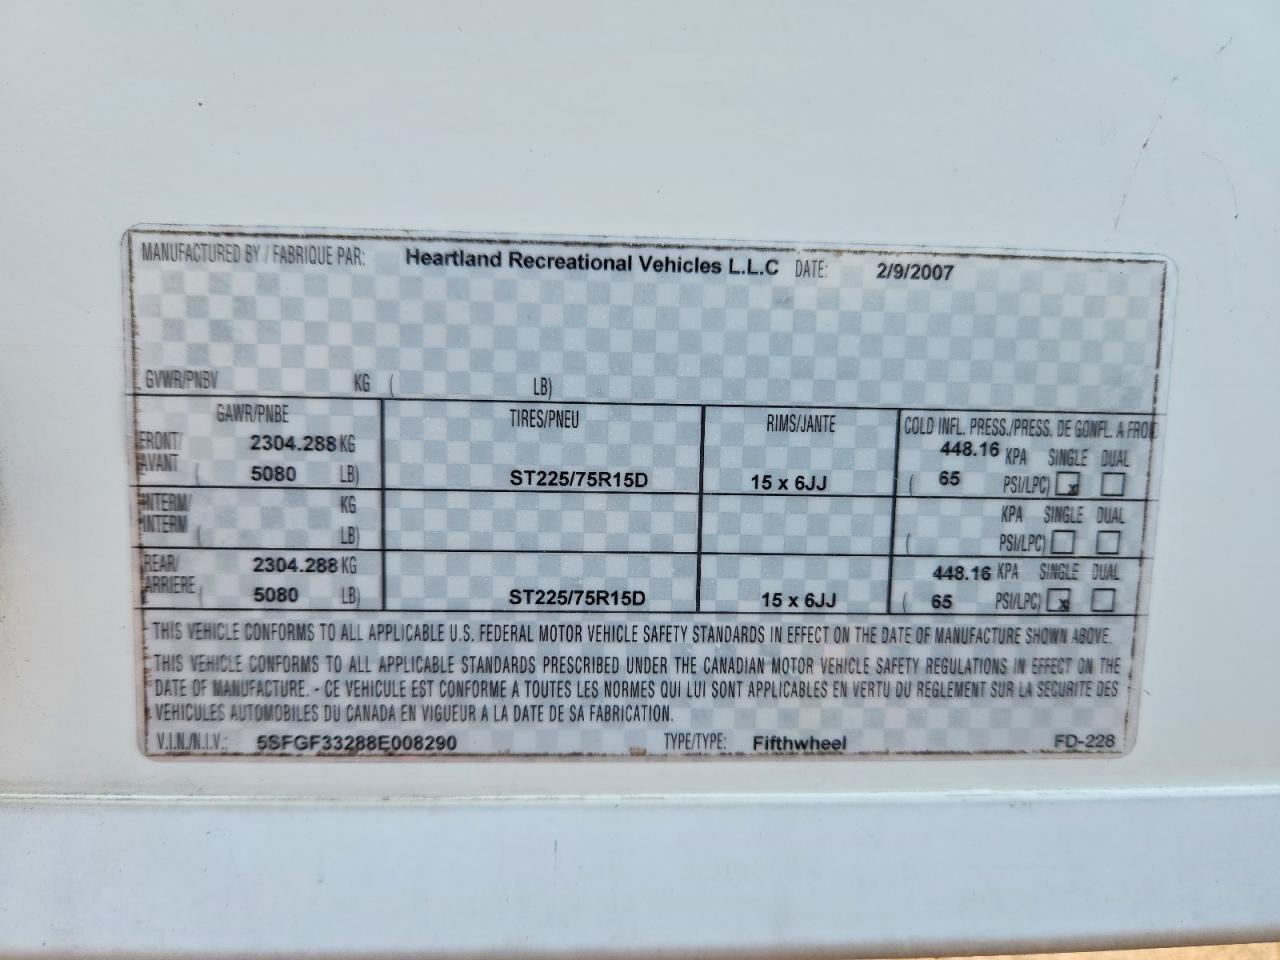 MANUFACTURED BY / FABRIQUE PAR: Heartland Recreational Vehicles L.L.C DATE: 2/9/2007
GVWR/PNBV KG ( LB)
GAWR/PNBE TIRES/PNEU RIMS/JANTE COLD INFL. PRESS./PRESS. DE GONFL. A FROID
FRONT/ 2304.288 KG 448.16 KPA SINGLE DUAL
AVANT ( 5080 LB) ST225/75R15D 15 x 6JJ ( 65 PSI/LPC) x
INTERM/ KG KPA SINGLE DUAL
INTERM ( LB) ( PSI/LPC)
REAR/ 2304.288 KG 448.16 KPA SINGLE DUAL
ARRIERE ( 5080 LB) ST225/75R15D 15 x 6JJ ( 65 PSI/LPC) x
THIS VEHICLE CONFORMS TO ALL APPLICABLE U.S. FEDERAL MOTOR VEHICLE SAFETY STANDARDS IN EFFECT ON THE DATE OF MANUFACTURE SHOWN ABOVE.
THIS VEHICLE CONFORMS TO ALL APPLICABLE STANDARDS PRESCRIBED UNDER THE CANADIAN MOTOR VEHICLE SAFETY REGULATIONS IN EFFECT ON THE
DATE OF MANUFACTURE. - CE VEHICULE EST CONFORME A TOUTES LES NORMES QUI LUI SONT APPLICABLES EN VERTU DU REGLEMENT SUR LA SECURITE DES
VEHICULES AUTOMOBILES DU CANADA EN VIGUEUR A LA DATE DE SA FABRICATION.
V.I.N./N.I.V.: 5SFGF33288E008290 TYPE/TYPE: Fifthwheel FD-228